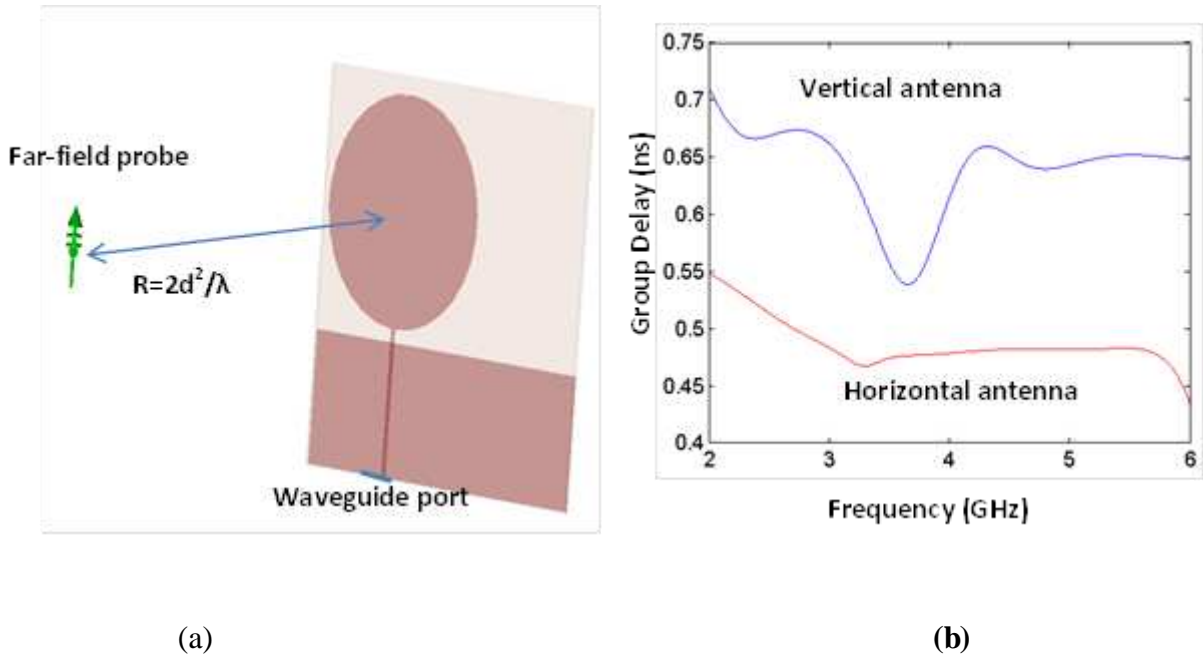 Far-field probe
R=2d²/λ
Waveguide port
(a)
0.75
0.7
0.65
0.6
0.55
0.5
0.45
0.4
Group Delay (ns)
Vertical antenna
Horizontal antenna
2 3 4 5 6
Frequency (GHz)
(b)